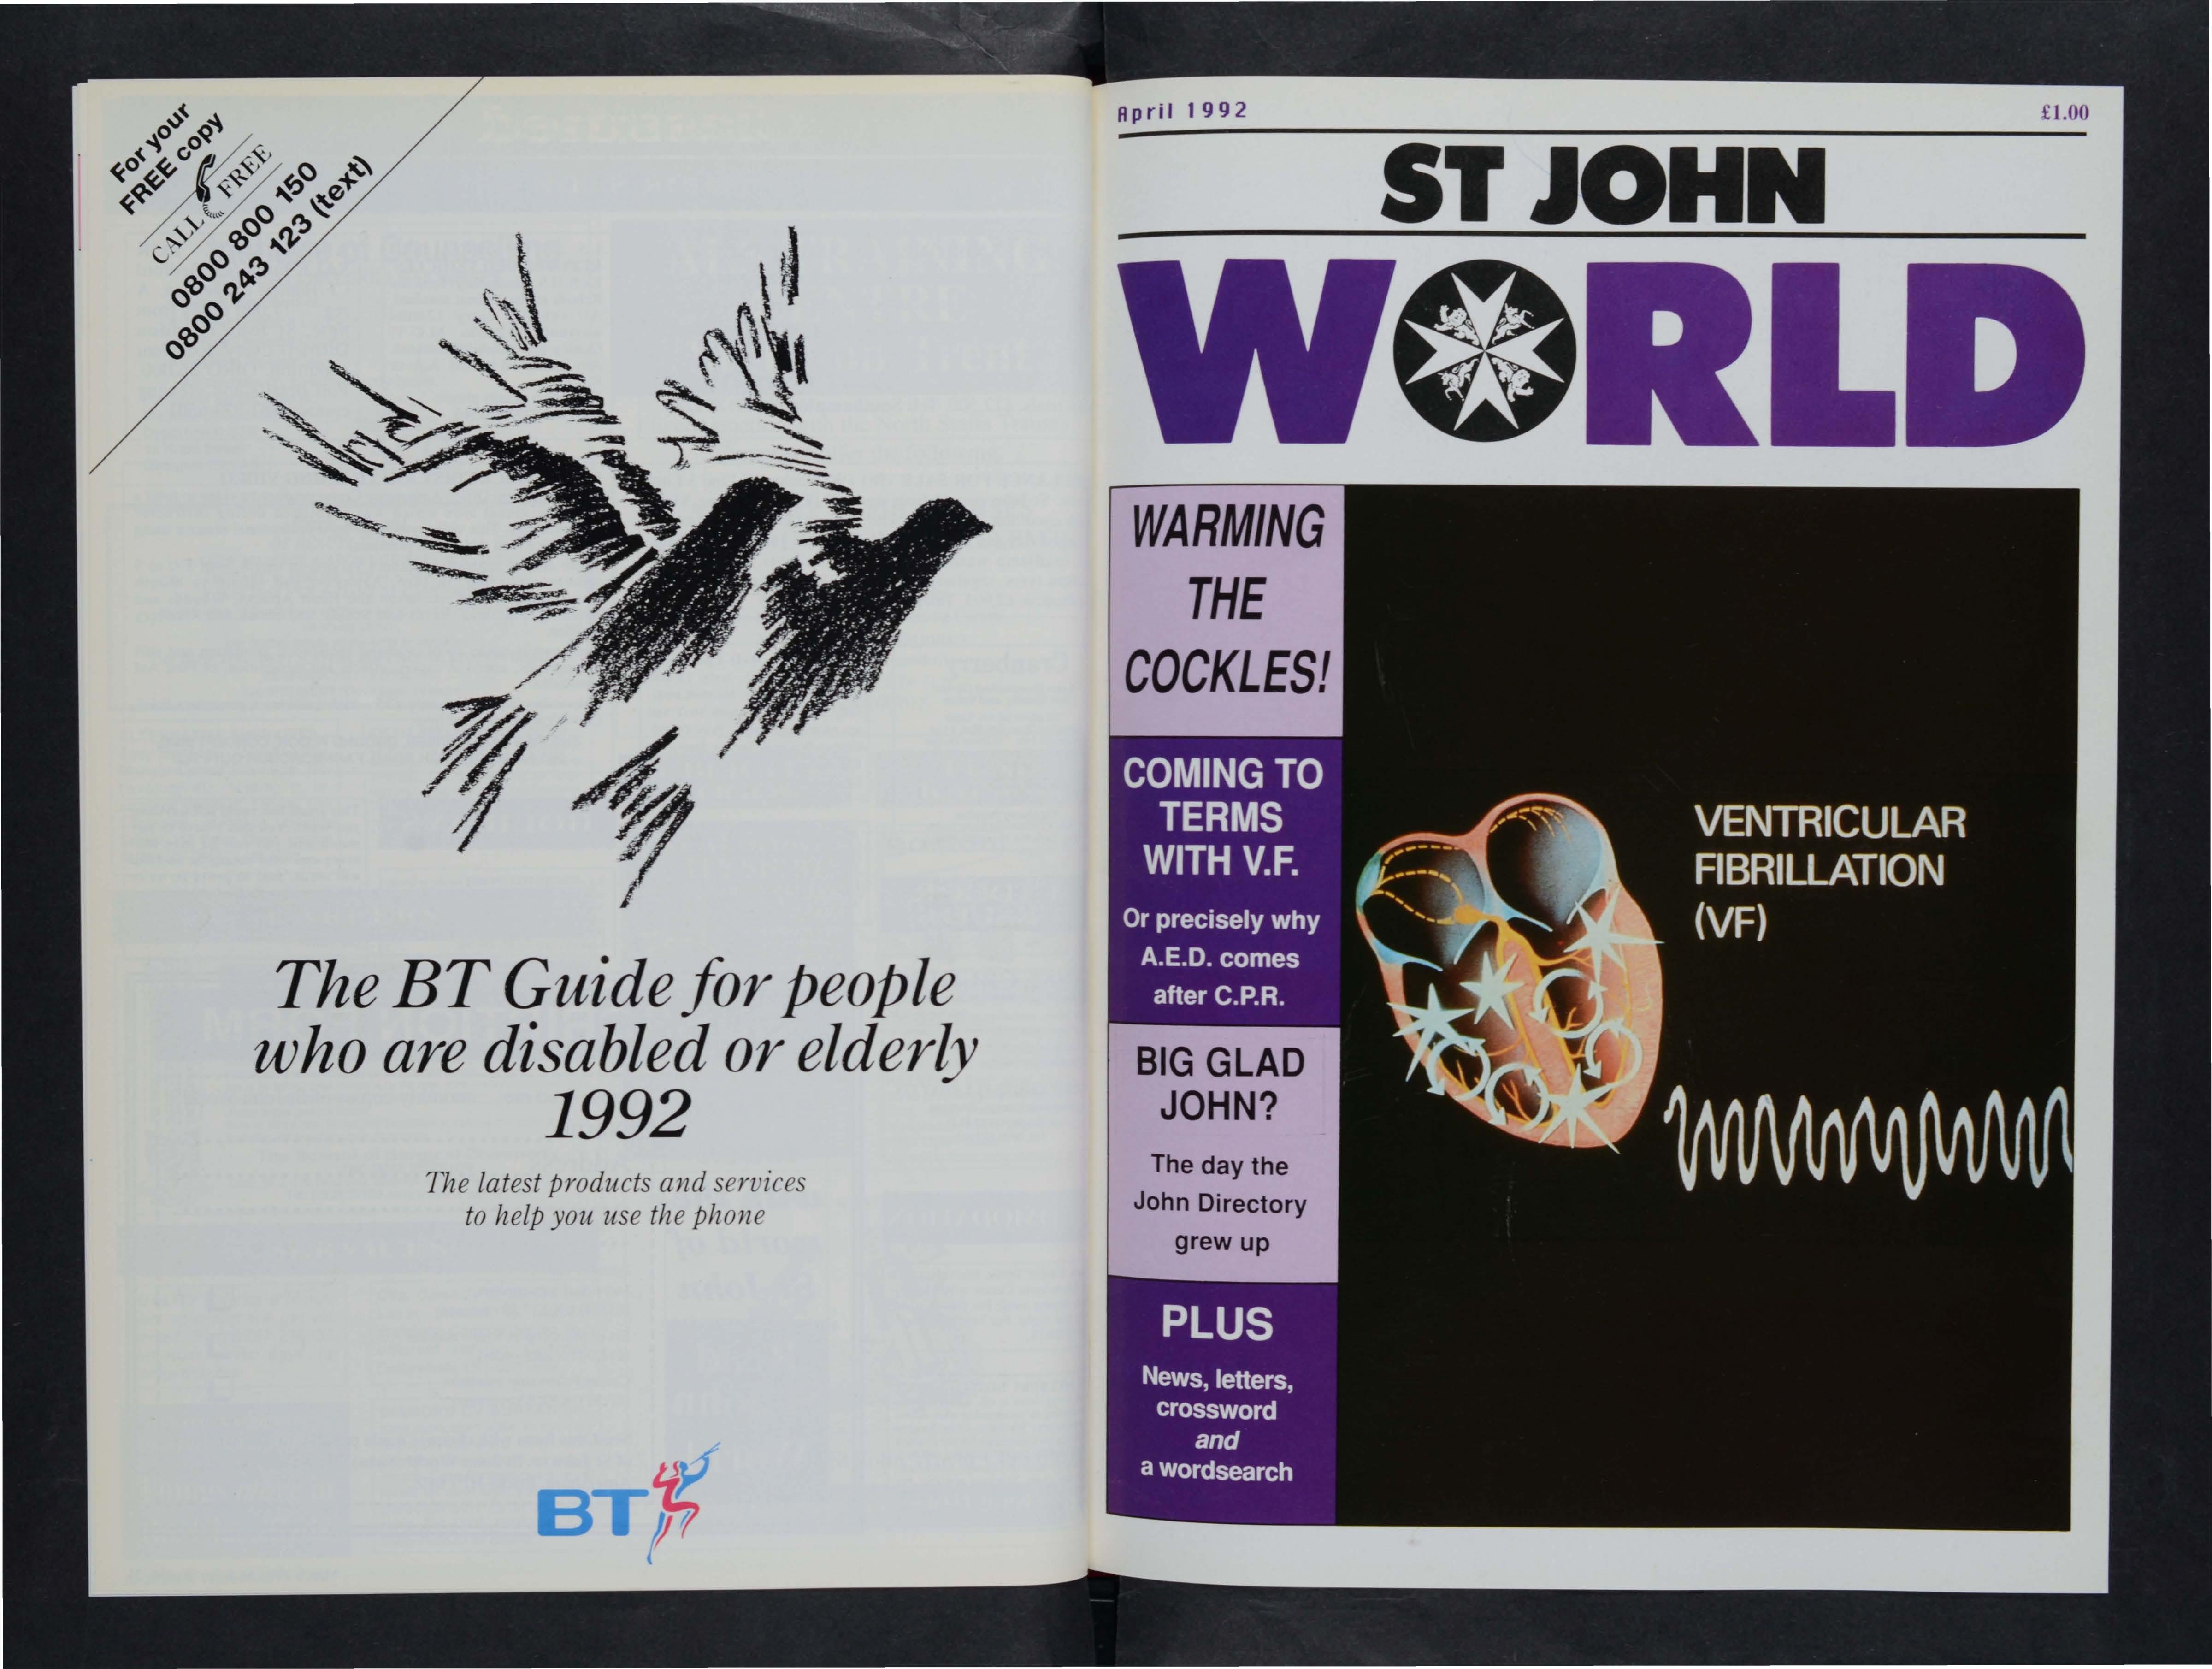 For your
FREE copy
CALL FREE
0800 800 150
0800 243 123 (text)
The BT Guide for people
who are disabled or elderly
1992
The latest products and services
to help you use the phone
BT
April 1992
£1.00
ST JOHN
WORLD
WARMING
THE
COCKLES!
COMING TO
TERMS
WITH V.F.
Or precisely why
A.E.D. comes
after C.P.R.
BIG GLAD
JOHN?
The day the
John Directory
grew up
PLUS
News, letters,
crossword
and
a wordsearch
VENTRICULAR
FIBRILLATION
(VF)